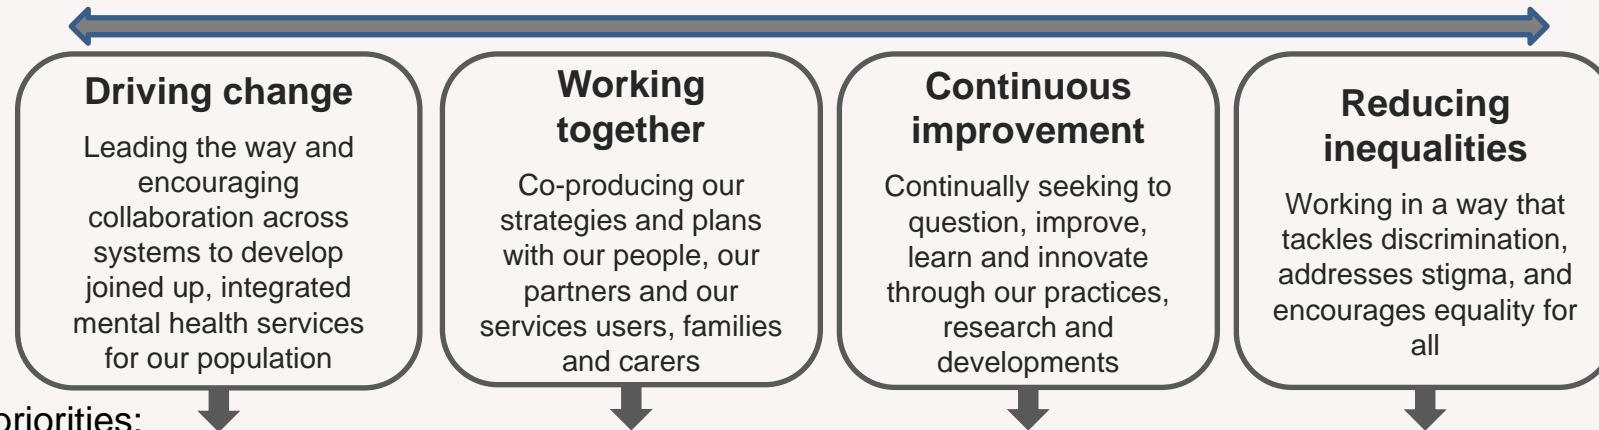 Driving change
Leading the way and
encouraging
collaboration across
systems to develop
joined up, integrated
mental health services
for our population
Working
together
Co-producing our
strategies and plans
with our people, our
partners and our
services users, families
and carers
Continuous
improvement
Continually seeking to
question, improve,
learn and innovate
through our practices,
research and
developments
Reducing
inequalities
Working in a way that
tackles discrimination,
addresses stigma, and
encourages equality for
all
priorities: